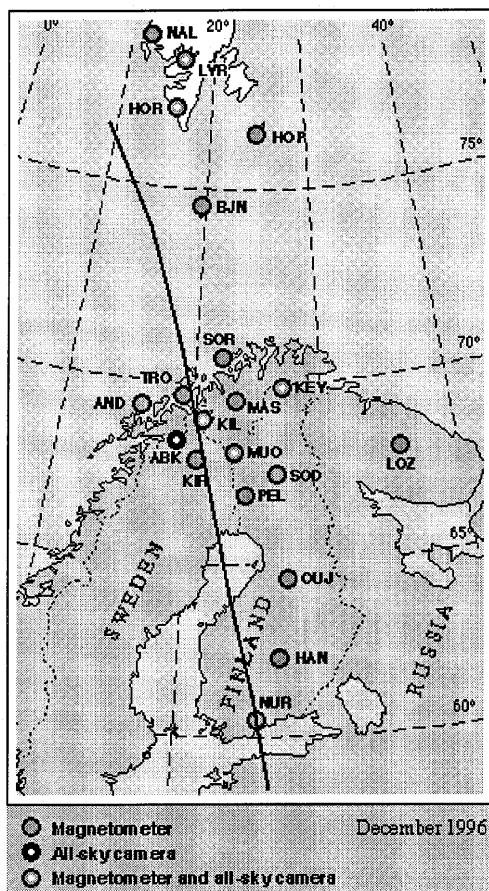 0° 20° 40°
NAL
LYR
HOR
HOP
75°
BJN
SOR
70°
TRO
KEV
AND
MAS
KIL
ABK
MUO
LOZ
KIR
SOD
PEL
65°
OUJ
SWEDEN
FINLAND
RUSSIA
HAN
NUR
60°
Magnetometer December 1996
All-sky camera
Magnetometer and all-sky camera